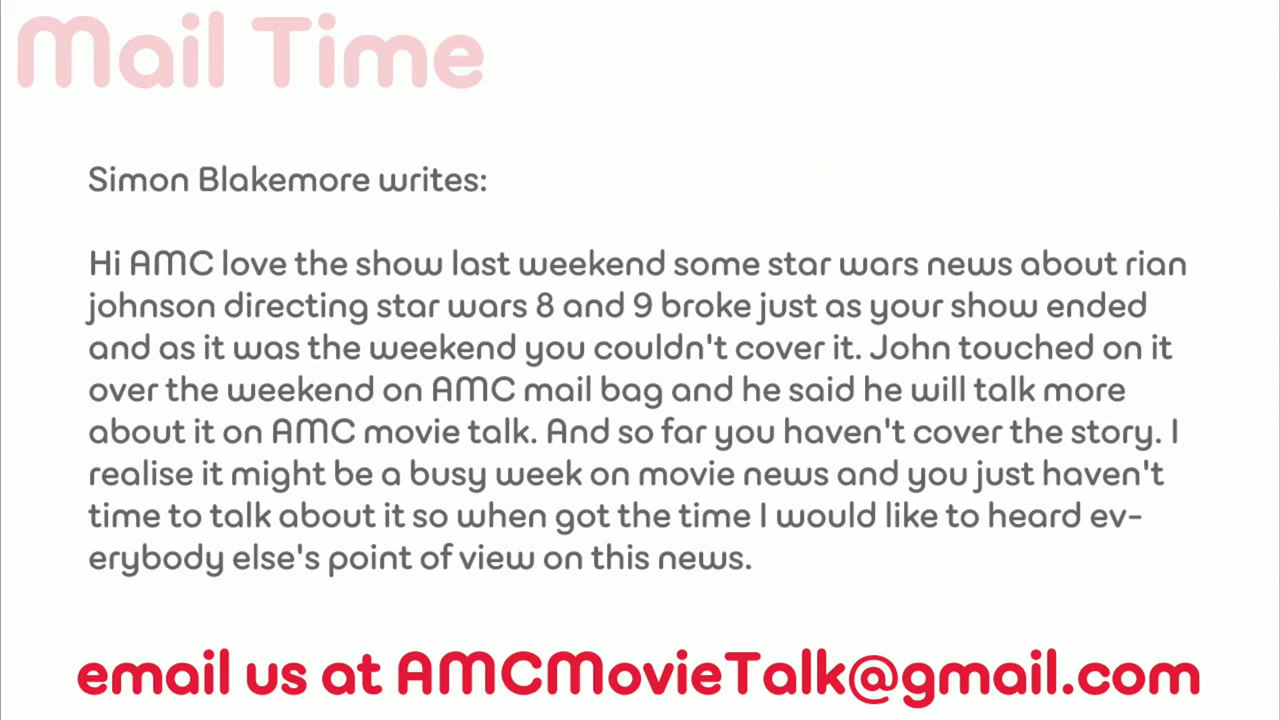 Mail Time
Simon Blakemore writes:
Hi AMC love the show last weekend some star wars news about rian
johnson directing star wars 8 and 9 broke just as your show ended
and as it was the weekend you couldn't cover it. John touched on it
over the weekend on AMC mail bag and he said he will talk more
about it on AMC movie talk. And so far you haven't cover the story. I
realise it might be a busy week on movie news and you just haven't
time to talk about it so when got the time I would like to heard ev-
erybody else's point of view on this news.
email us at AMCMovieTalk@gmail.com